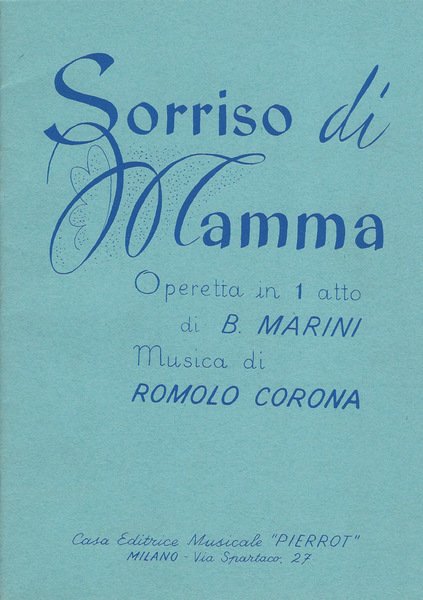 Sorriso di
Mamma
Operetta in 1 atto
di B. MARINI
Musica di
ROMOLO CORONA
Casa Editrice Musicale "PIERROT"
MILANO - Via Spartaco, 27